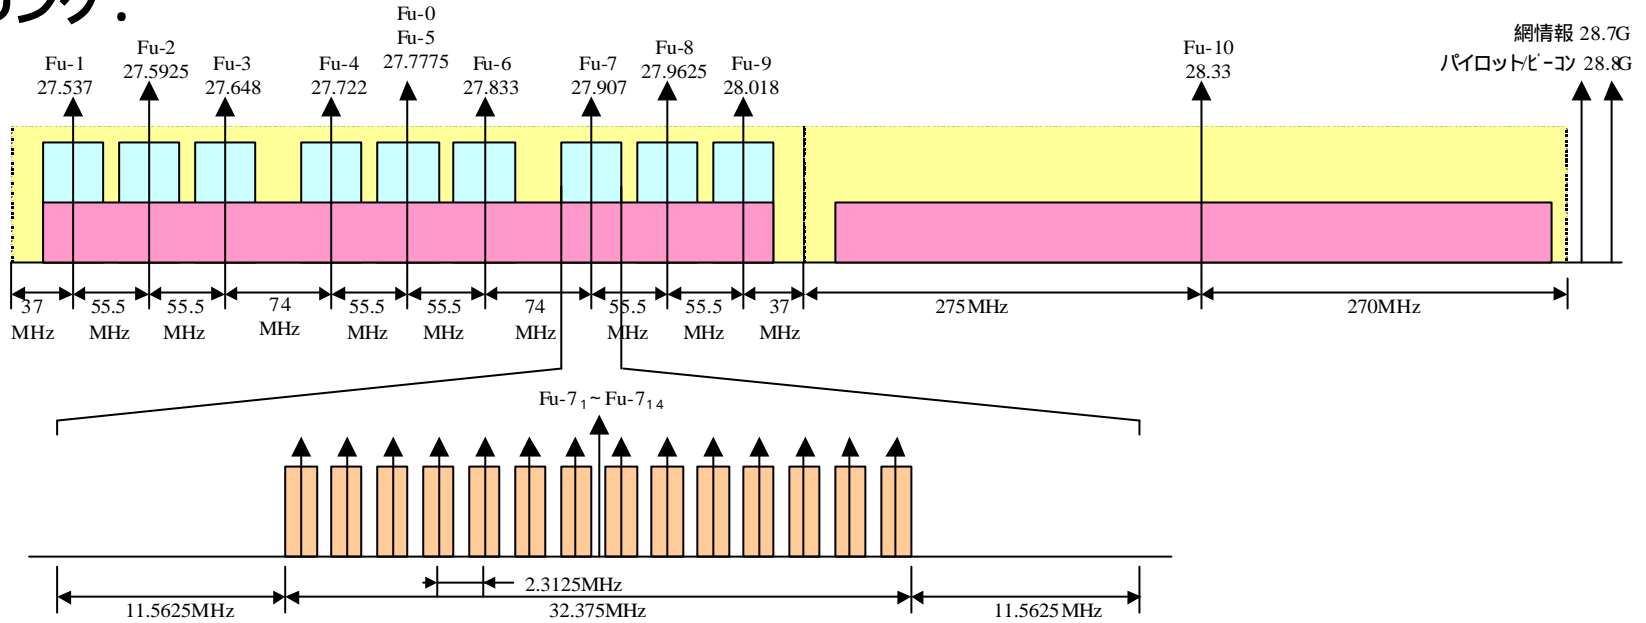 リンク :
Fu-0
Fu-1
27.537
Fu-2
27.5925
Fu-3
27.648
Fu-4
27.722
Fu-5
27.7775
Fu-6
27.833
Fu-7
27.907
Fu-8
27.9625
Fu-9
28.018
Fu-10
28.33
網情報 28.7G
パイロット/ビーコン 28.8G
37
MHz
55.5
MHz
55.5
MHz
74
MHz
55.5
MHz
55.5
MHz
74
MHz
55.5
MHz
55.5
MHz
37
MHz
275MHz
270MHz
Fu-7₁~Fu-7₁₄
2.3125MHz
11.5625MHz
32.375MHz
11.5625MHz